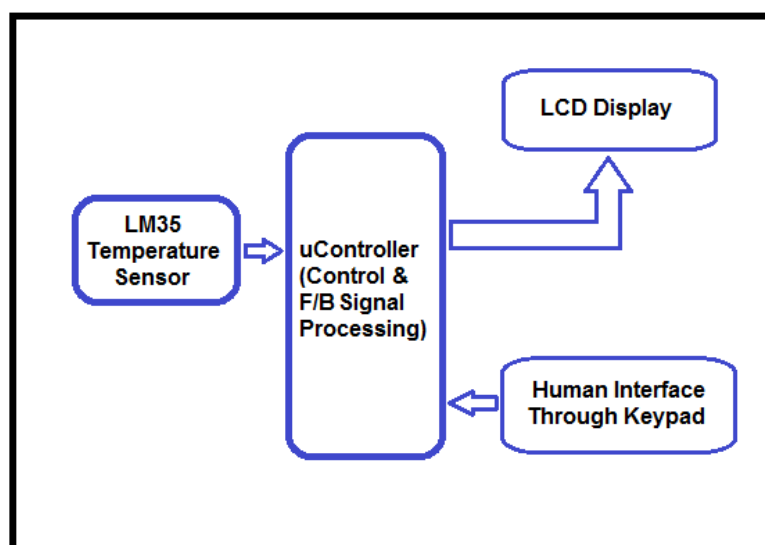 LCD Display
LM35
Temperature
Sensor
uController
(Control &
F/B Signal
Processing)
Human Interface
Through Keypad